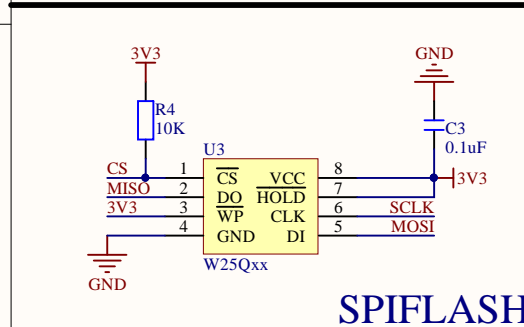 GND
3V3
R4
10K
C3
0.1uF
U3
CS 1 CS VCC 8
MISO 2 DO HOLD 7 3V3
3V3 3 WP CLK 6 SCLK
4 GND DI 5 MOSI
GND
W25Qxx
SPIFLASH